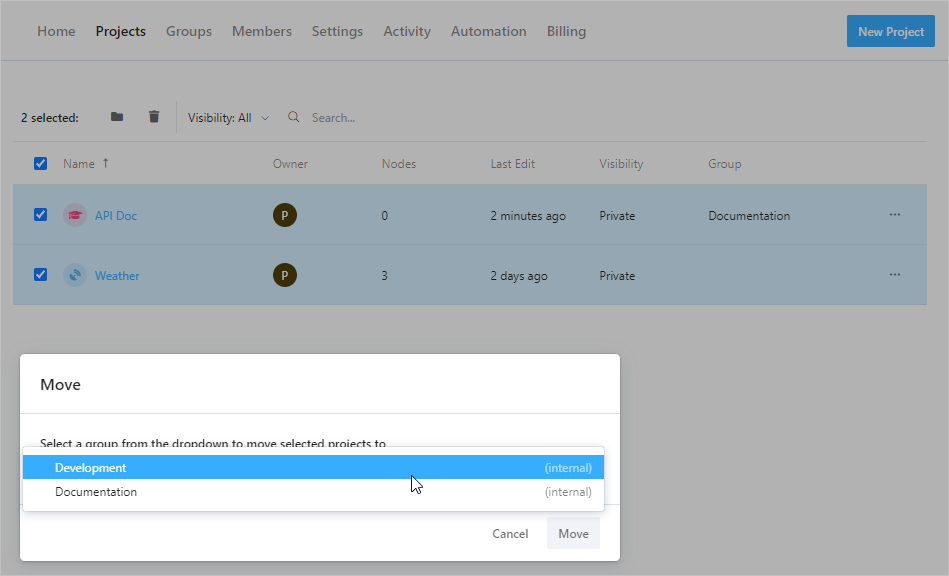 Home Projects Groups Members Settings Activity Automation Billing New Project
2 selected: Visibility: All Search...
Name ↑ Owner Nodes Last Edit Visibility Group
API Doc P 0 2 minutes ago Private Documentation ...
Weather P 3 2 days ago Private ...
Move
Select a group from the dropdown to move selected projects to
Development (internal)
Documentation (internal)
Cancel Move